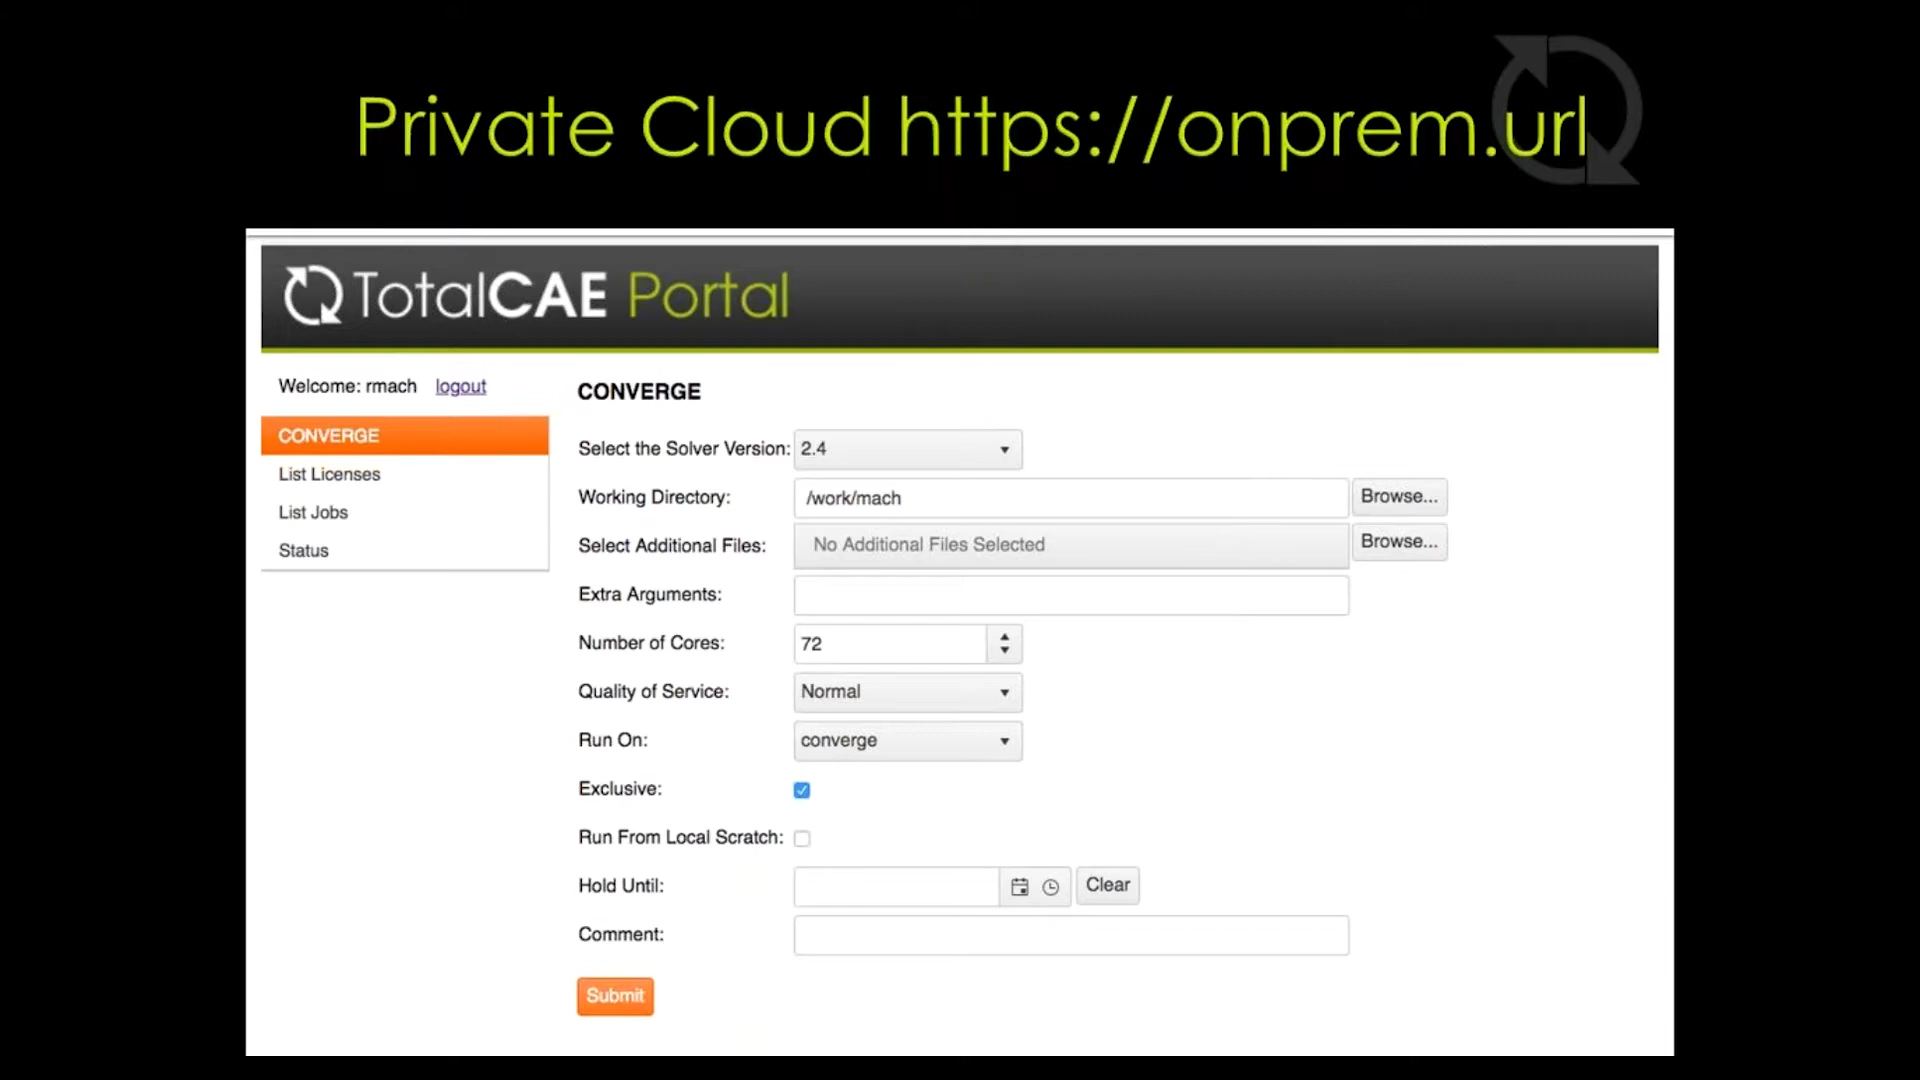 Private Cloud https://onprem.url
TotalCAE Portal
Welcome: rmach logout
CONVERGE
List Licenses
List Jobs
Status
CONVERGE
Select the Solver Version: 2.4
Working Directory: /work/mach Browse...
Select Additional Files: No Additional Files Selected Browse...
Extra Arguments:
Number of Cores: 72
Quality of Service: Normal
Run On: converge
Exclusive:
Run From Local Scratch:
Hold Until: Clear
Comment:
Submit